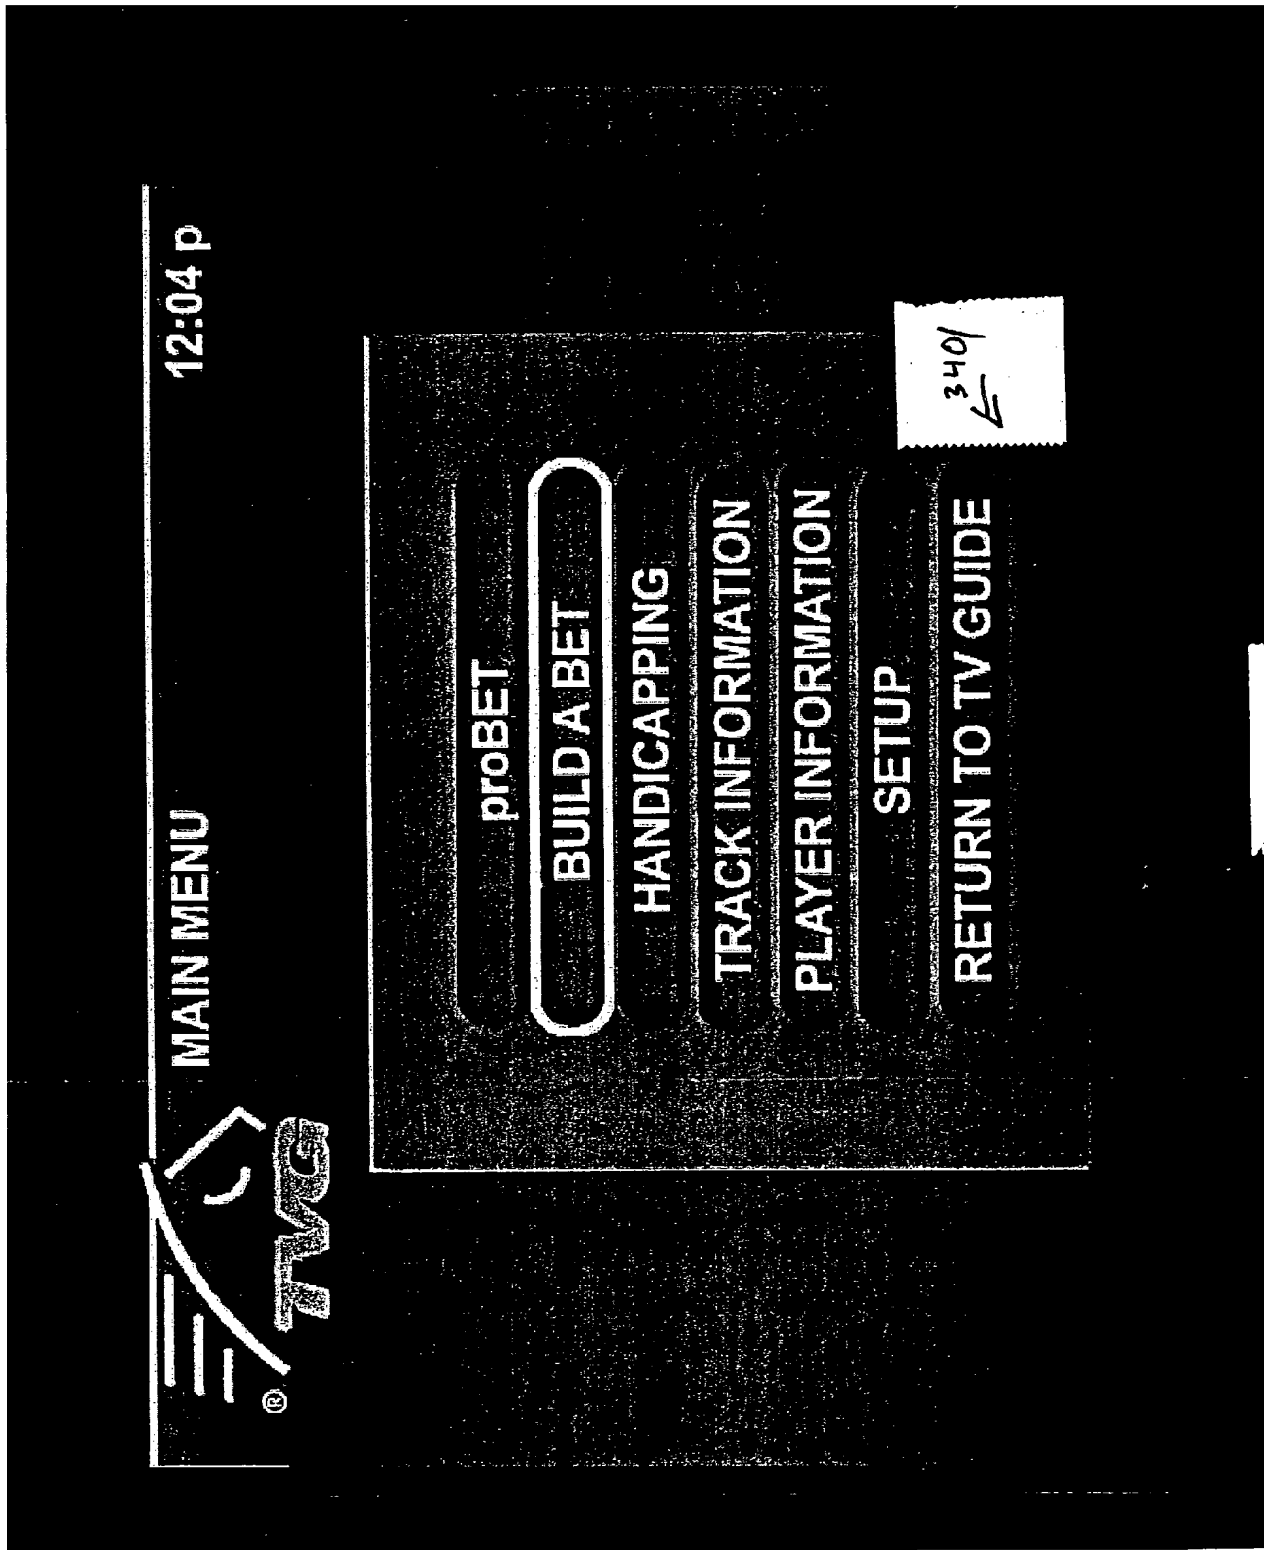 MAIN MENU 12:04 p
® TVG
proBET
BUILD A BET
HANDICAPPING
TRACK INFORMATION
PLAYER INFORMATION
SETUP
RETURN TO TV GUIDE
3401